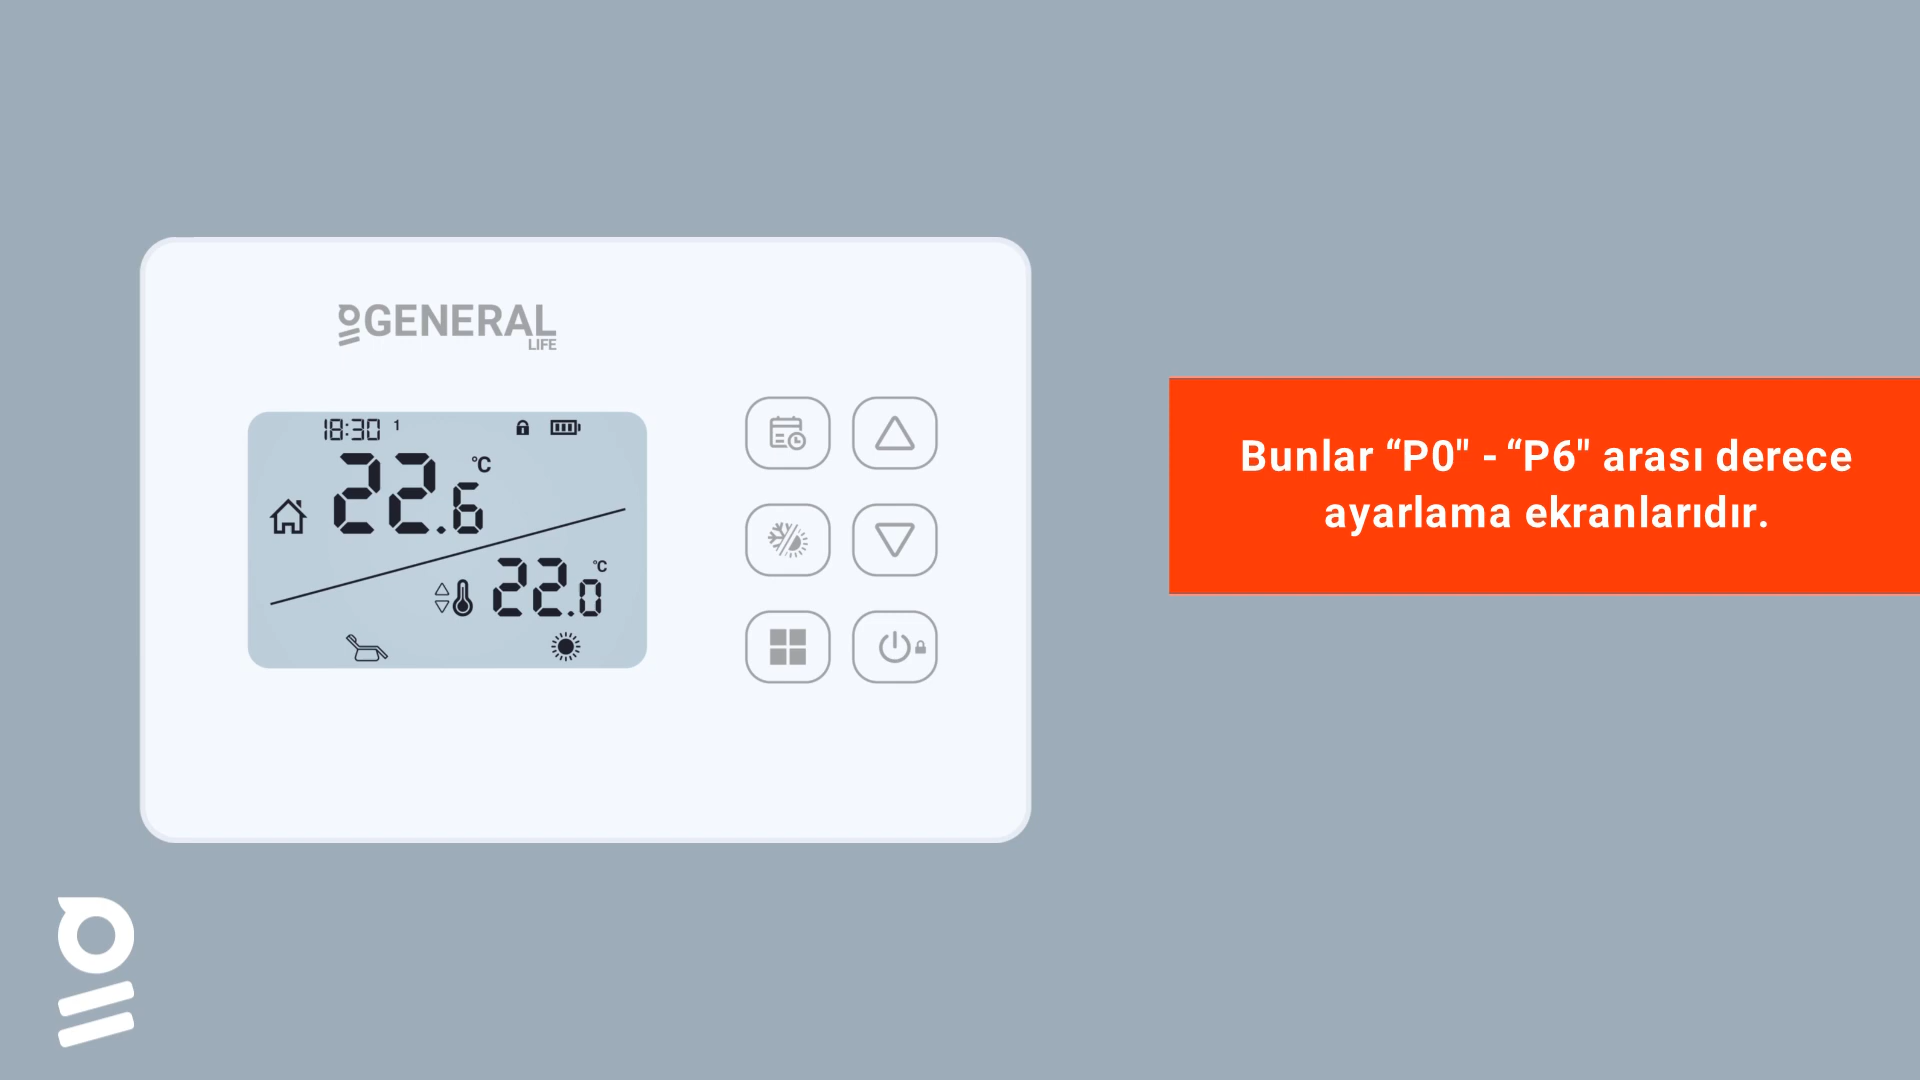 GENERAL
LIFE
18:30 1
22.6 °C
22.0 °C
Bunlar “P0" - “P6" arası derece
ayarlama ekranlarıdır.